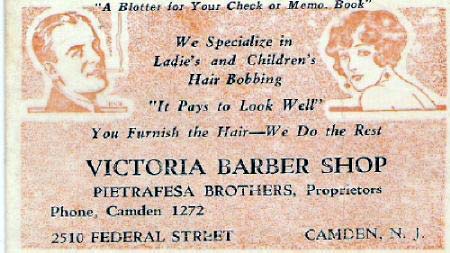 "A Blotter for Your Check or Memo. Book"
We Specialize in
Ladie's and Children's
Hair Bobbing
"It Pays to Look Well"
You Furnish the Hair—We Do the Rest
VICTORIA BARBER SHOP
PIETRAFESA BROTHERS, Proprietors
Phone, Camden 1272
2510 FEDERAL STREET CAMDEN, N. J.